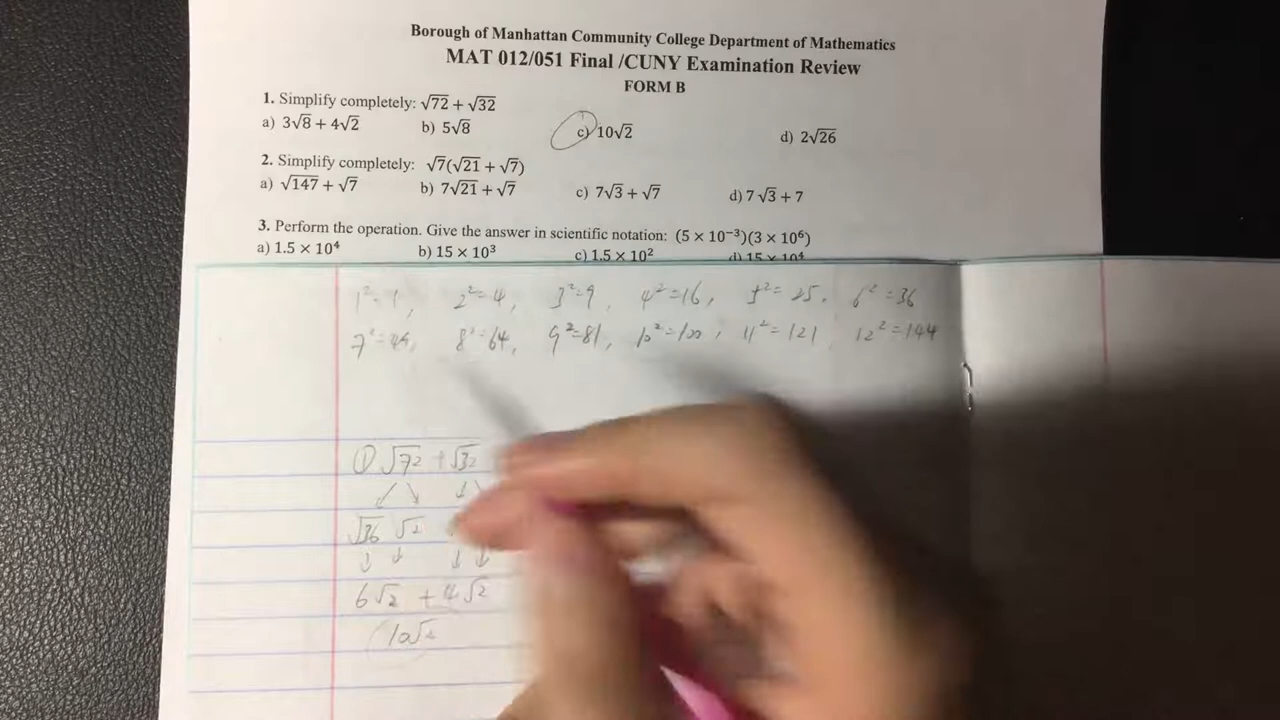 Borough of Manhattan Community College Department of Mathematics
MAT 012/051 Final /CUNY Examination Review
FORM B
1. Simplify completely: √72 + √32
a) 3√8 + 4√2 b) 5√8 c) 10√2 d) 2√26
2. Simplify completely: √7(√21 + √7)
a) √147 + √7 b) 7√21 + √7 c) 7√3 + √7 d) 7√3 + 7
3. Perform the operation. Give the answer in scientific notation: (5 × 10⁻³)(3 × 10⁶)
a) 1.5 × 10⁴ b) 15 × 10³ c) 1.5 × 10² d) 15 × 10⁴
1²=1, 2²=4, 3²=9 4²=16, 5²=25, 6²=36
7²=49, 8²=64, 9²=81, 10²=100, 11²=121, 12²=144
① √72 + √32
√36 √2
6√2 + 4√2
10√2